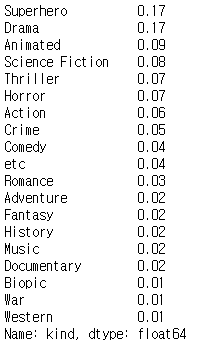 Superhero 0.17
Drama 0.17
Animated 0.09
Science Fiction 0.08
Thriller 0.07
Horror 0.07
Action 0.06
Crime 0.05
Comedy 0.04
etc 0.04
Romance 0.03
Adventure 0.02
Fantasy 0.02
History 0.02
Music 0.02
Documentary 0.02
Biopic 0.01
War 0.01
Western 0.01
Name: kind, dtype: float64